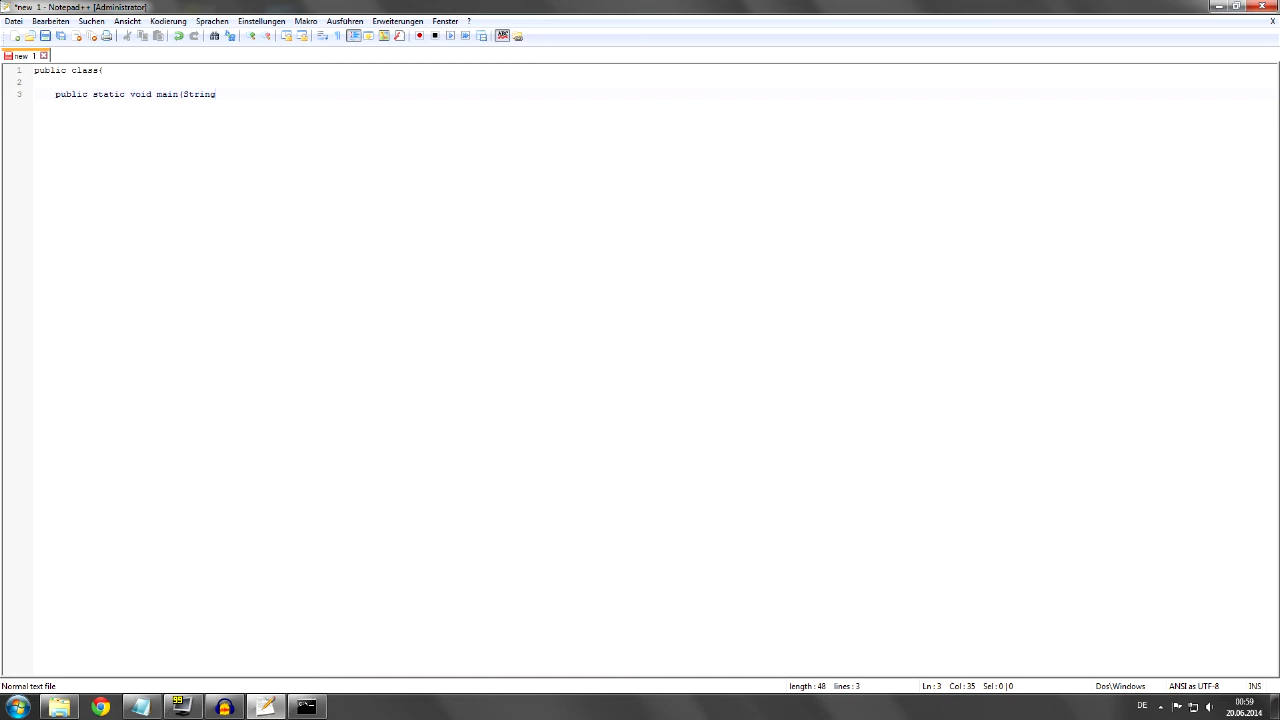 *new 1 - Notepad++ [Administrator]
Datei Bearbeiten Suchen Ansicht Kodierung Sprachen Einstellungen Makro Ausführen Erweiterungen Fenster ? X
new 1
1 public class{
2
3 public static void main(String
Normal text file length : 48 lines : 3 Ln : 3 Col : 35 Sel : 0 | 0 Dos\Windows ANSI as UTF-8 INS
DE 00:59
20.06.2014